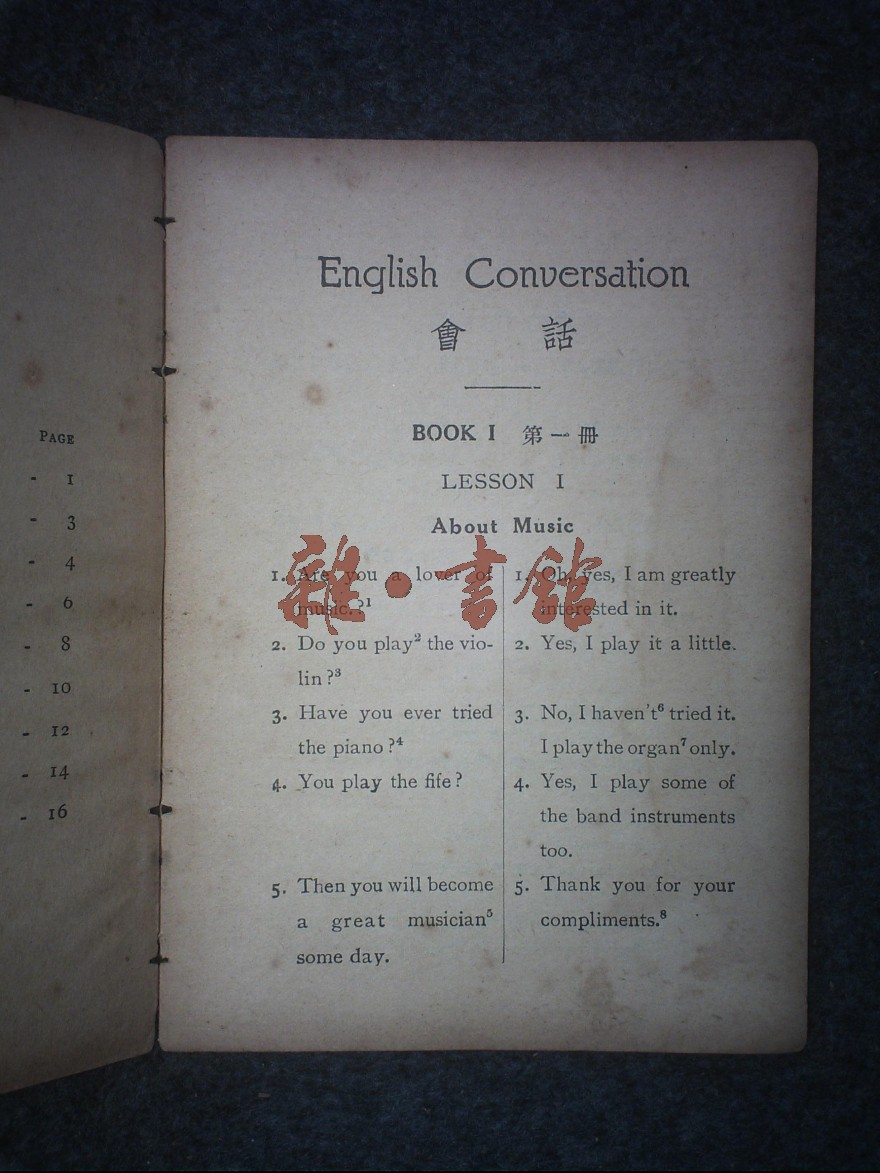 PAGE
- 1
- 3
- 4
- 6
- 8
- 10
- 12
- 14
- 16
English Conversation
會 話
BOOK I 第一冊
LESSON I
About Music
1. Are you a lover of
music.?¹
2. Do you play² the vio-
lin?³
3. Have you ever tried
the piano?⁴
4. You play the fife?
5. Then you will become
a great musician⁵
some day.
1. Oh, yes, I am greatly
interested in it.
2. Yes, I play it a little.
3. No, I haven't⁶ tried it.
I play the organ⁷ only.
4. Yes, I play some of
the band instruments
too.
5. Thank you for your
compliments.⁸
雜·書館